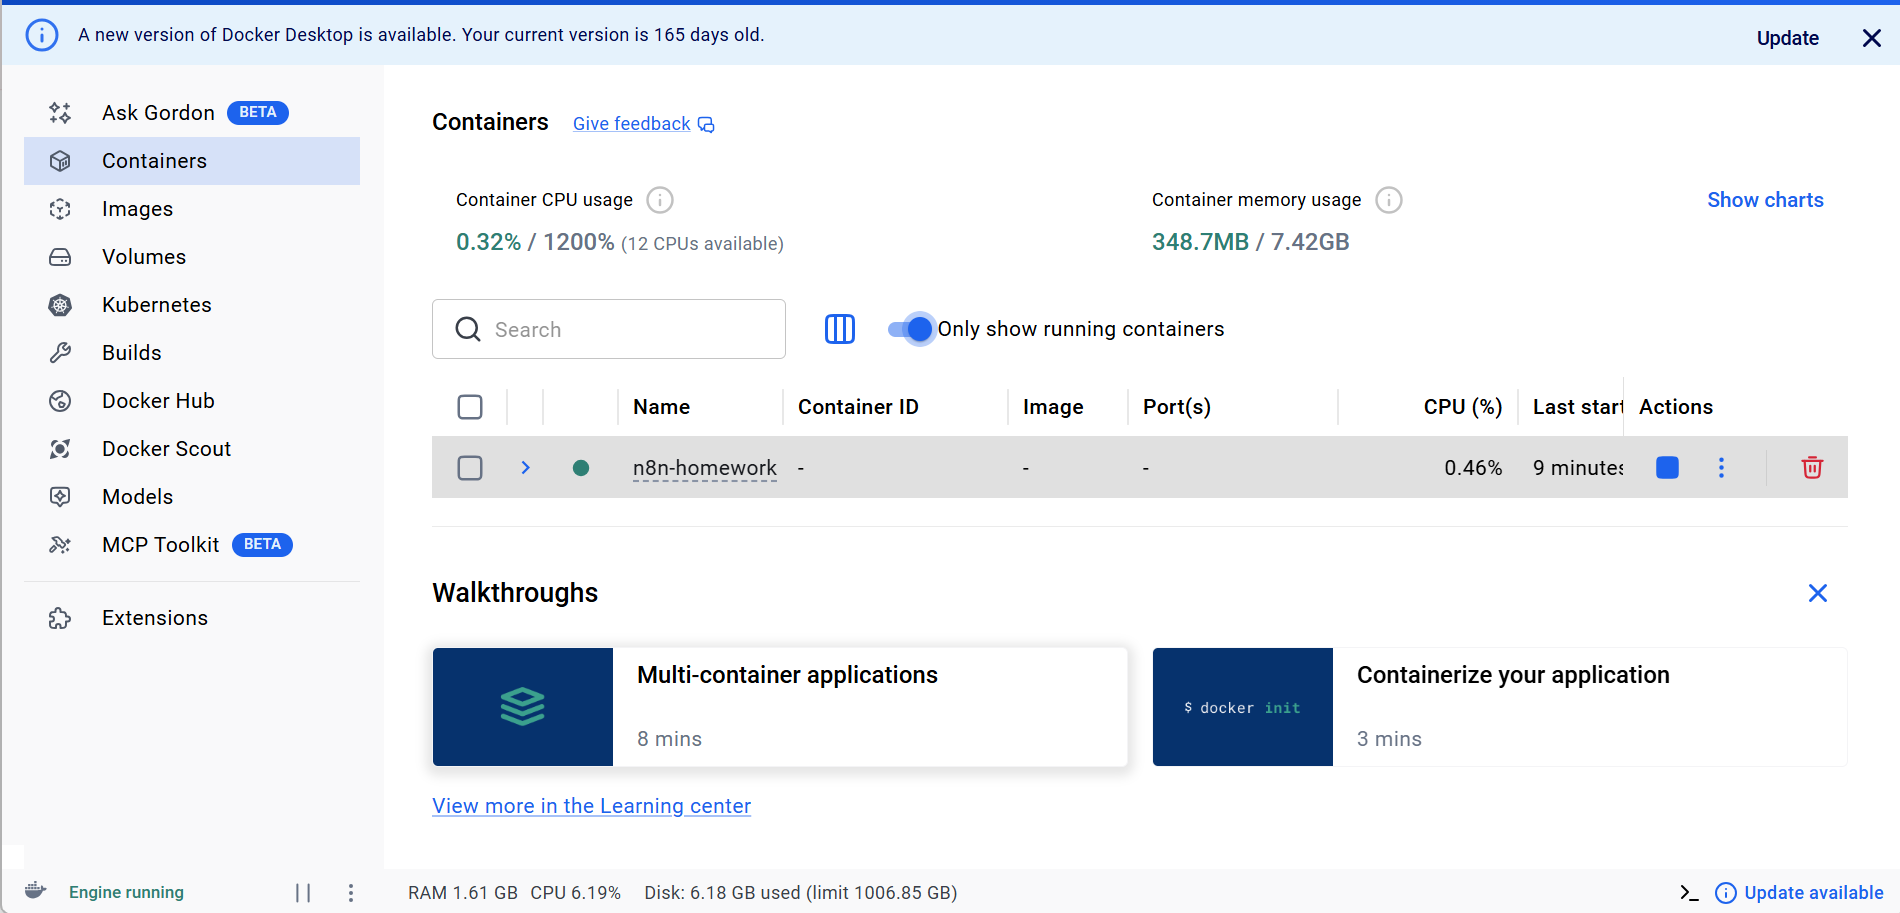 A new version of Docker Desktop is available. Your current version is 165 days old.
Update
Ask Gordon BETA
Containers
Images
Volumes
Kubernetes
Builds
Docker Hub
Docker Scout
Models
MCP Toolkit BETA
Extensions
Containers Give feedback
Container CPU usage
0.32% / 1200% (12 CPUs available)
Container memory usage
348.7MB / 7.42GB
Show charts
Search
Only show running containers
Name Container ID Image Port(s) CPU (%) Last start Actions
n8n-homework - - - 0.46% 9 minutes
Walkthroughs
Multi-container applications
8 mins
$ docker init
Containerize your application
3 mins
View more in the Learning center
Engine running
RAM 1.61 GB CPU 6.19% Disk: 6.18 GB used (limit 1006.85 GB)
Update available